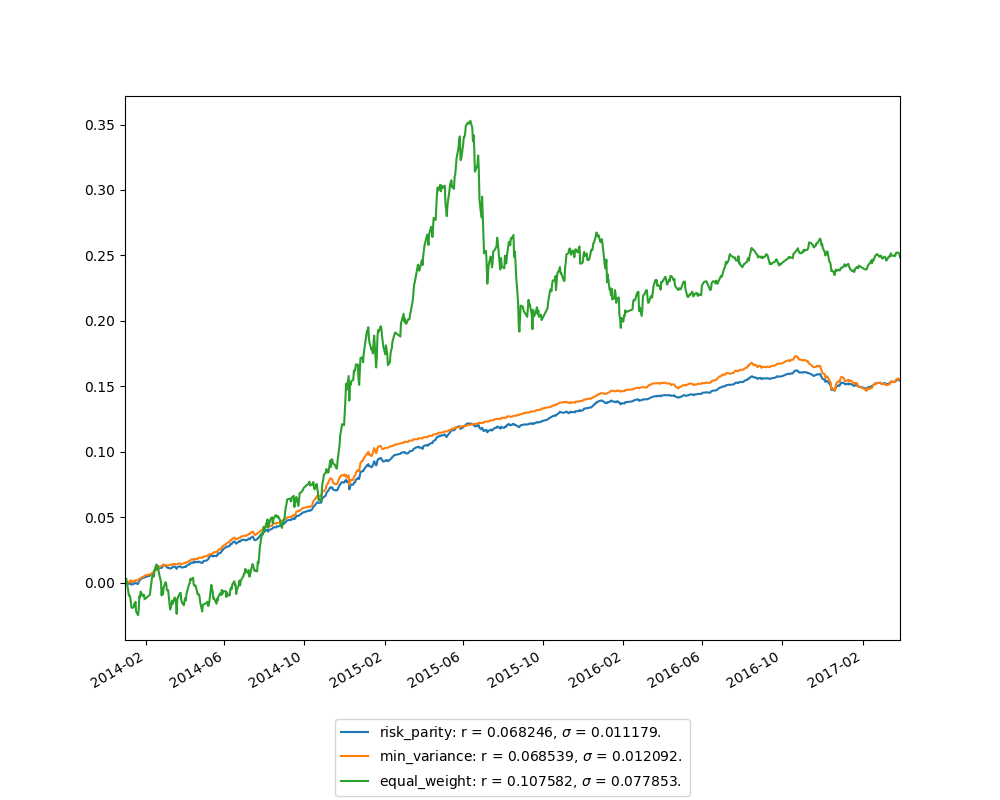 0.35
0.30
0.25
0.20
0.15
0.10
0.05
0.00
2014-02 2014-06 2014-10 2015-02 2015-06 2015-10 2016-02 2016-06 2016-10 2017-02
risk_parity: r = 0.068246, σ = 0.011179.
min_variance: r = 0.068539, σ = 0.012092.
equal_weight: r = 0.107582, σ = 0.077853.